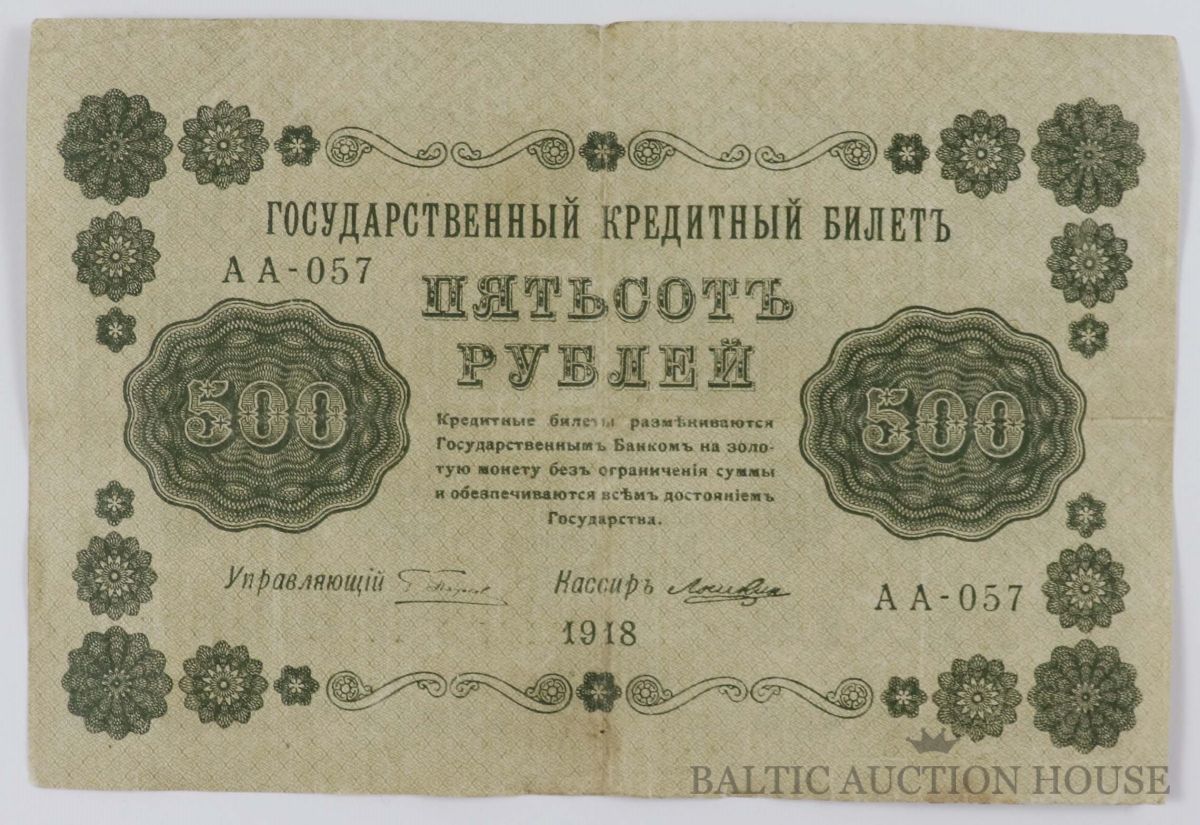 ГОСУДАРСТВЕННЫЙ КРЕДИТНЫЙ БИЛЕТЪ
АА-057
ПЯТЬСОТЪ
РУБЛЕЙ
500
500
Кредитные билеты размѣниваются
Государственнымъ Банкомъ на золо-
тую монету безъ ограниченія суммы
и обезпечиваются всѣмъ достояніемъ
Государства.
Управляющій
Кассиръ
АА-057
1918
BALTIC AUCTION HOUSE